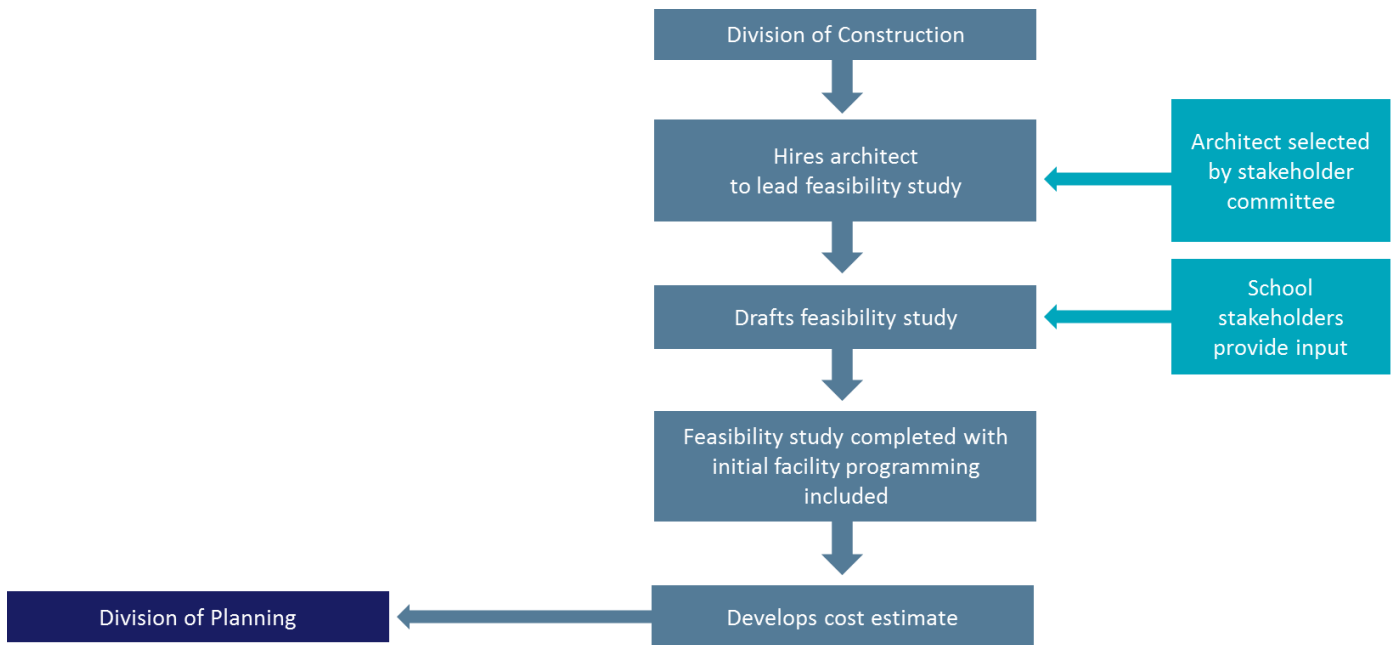 Division of Construction
Hires architect
to lead feasibility study
Architect selected
by stakeholder
committee
Drafts feasibility study
School
stakeholders
provide input
Feasibility study completed with
initial facility programming
included
Develops cost estimate
Division of Planning